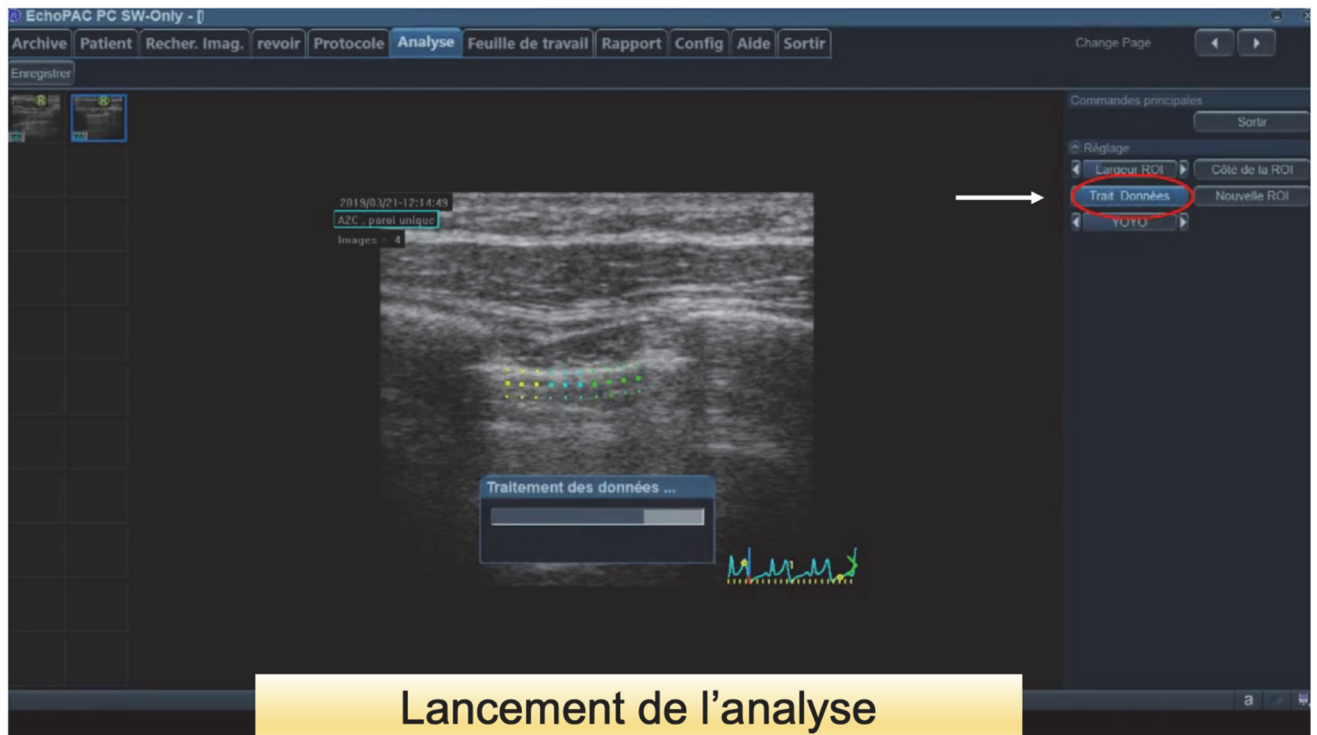 EchoPAC PC SW-Only - [
Archive Patient Recher. Imag. revoir Protocole Analyse Feuille de travail Rapport Config Aide Sortir
Change Page
Enregistrer
R R
Commandes principales
Sortir
Réglage
Largeur ROI Côté de la ROI
Trait. Données Nouvelle ROI
YOYO
2019/03/21-12:14:49
A2C , paroi unique
Images = 4
Traitement des données ...
1
a
Lancement de l’analyse